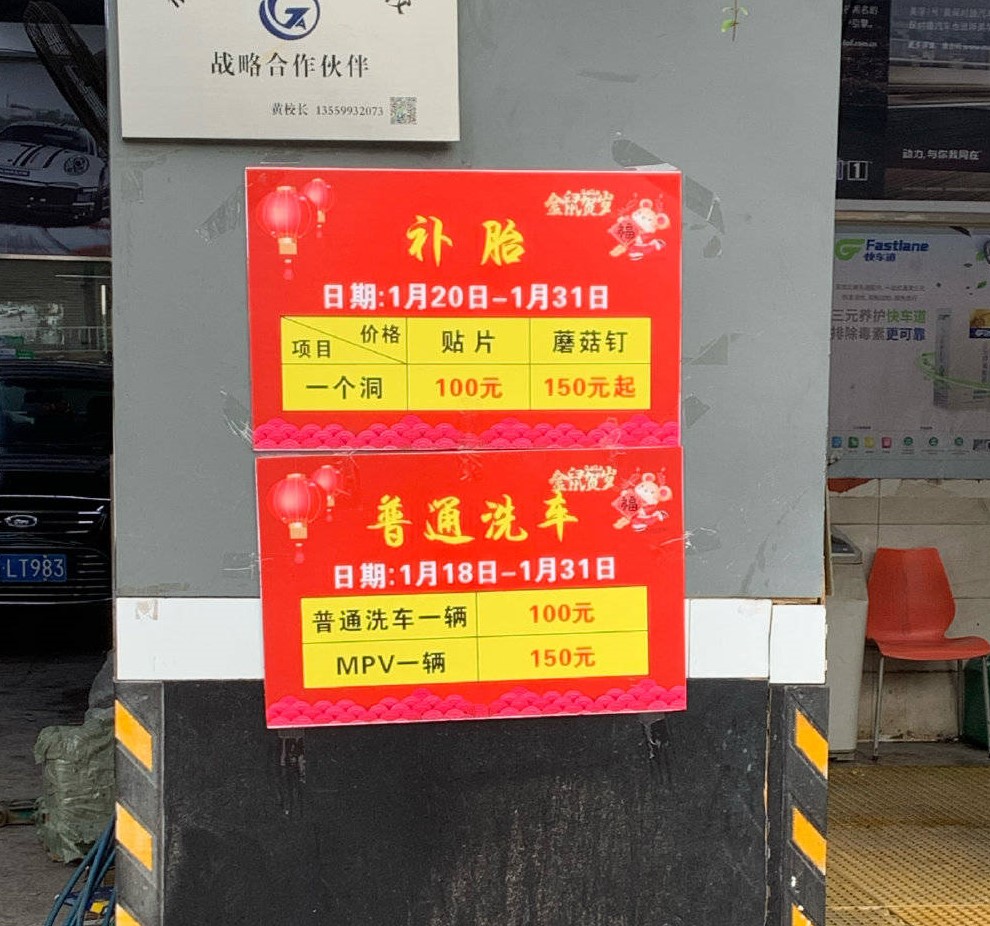 战略合作伙伴
黄校长 13559932073
金鼠贺岁
补胎
日期:1月20日-1月31日
项目 价格 贴片 蘑菇钉
一个洞 100元 150元起
金鼠贺岁
普通洗车
日期:1月18日-1月31日
普通洗车一辆 100元
MPV一辆 150元
LT983
动力,与你我同在
1
Fastlane
快车道
三元养护快车道
排除毒素更可靠
福
福